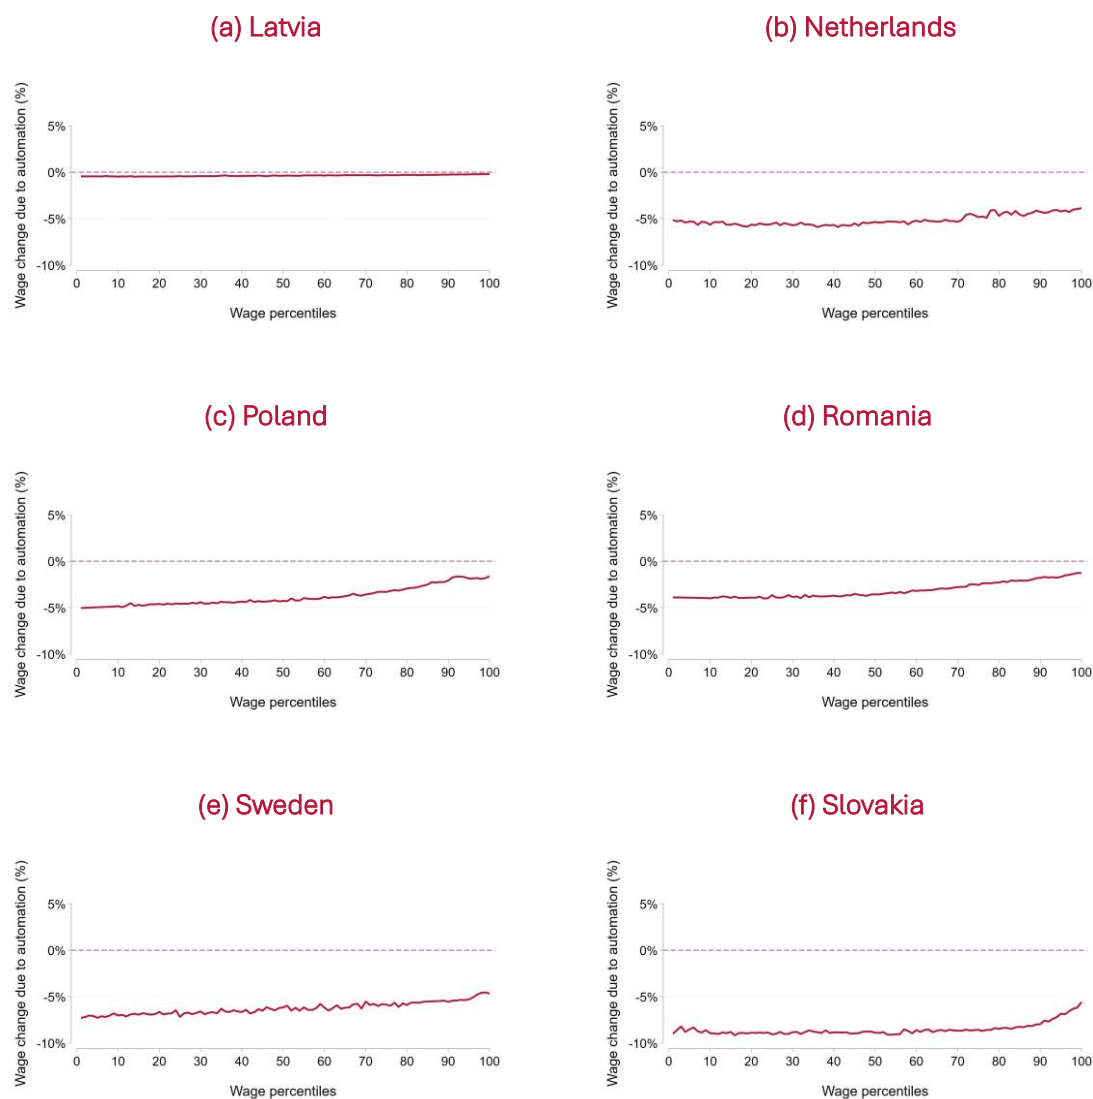 (a) Latvia
Wage change due to automation (%)
5%
0%
-5%
-10%
0 10 20 30 40 50 60 70 80 90 100
Wage percentiles
(b) Netherlands
Wage change due to automation (%)
5%
0%
-5%
-10%
0 10 20 30 40 50 60 70 80 90 100
Wage percentiles
(c) Poland
Wage change due to automation (%)
5%
0%
-5%
-10%
0 10 20 30 40 50 60 70 80 90 100
Wage percentiles
(d) Romania
Wage change due to automation (%)
5%
0%
-5%
-10%
0 10 20 30 40 50 60 70 80 90 100
Wage percentiles
(e) Sweden
Wage change due to automation (%)
5%
0%
-5%
-10%
0 10 20 30 40 50 60 70 80 90 100
Wage percentiles
(f) Slovakia
Wage change due to automation (%)
5%
0%
-5%
-10%
0 10 20 30 40 50 60 70 80 90 100
Wage percentiles